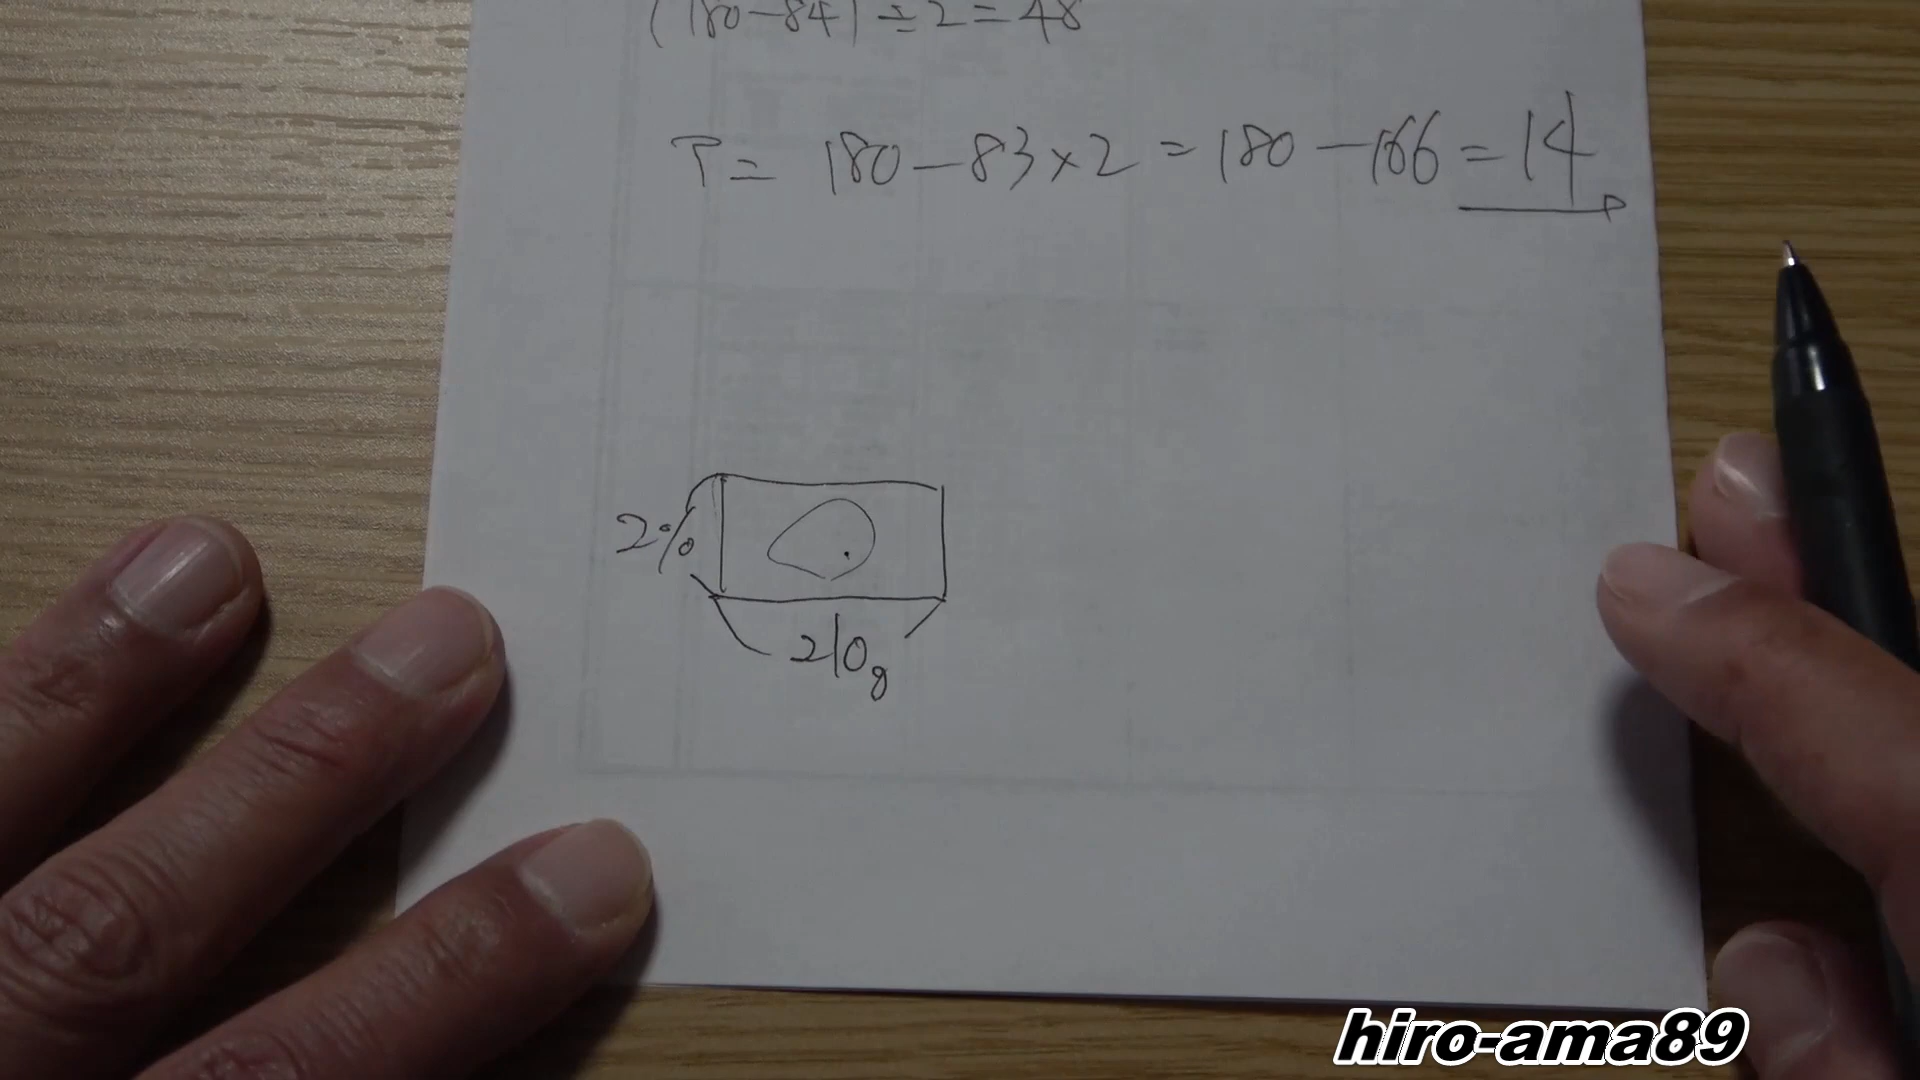 (180-84)÷2=48
ア= 180-83×2=180-166=14
2%
210g
hiro-ama89